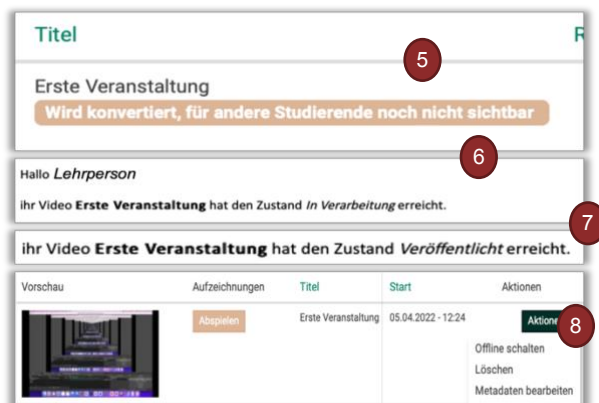 Titel R
5
Erste Veranstaltung
Wird konvertiert, für andere Studierende noch nicht sichtbar
6
Hallo Lehrperson
ihr Video Erste Veranstaltung hat den Zustand In Verarbeitung erreicht.
7
ihr Video Erste Veranstaltung hat den Zustand Veröffentlicht erreicht.
Vorschau Aufzeichnungen Titel Start Aktionen
Abspielen Erste Veranstaltung 05.04.2022 - 12:24 Aktione 8
Offline schalten
Löschen
Metadaten bearbeiten